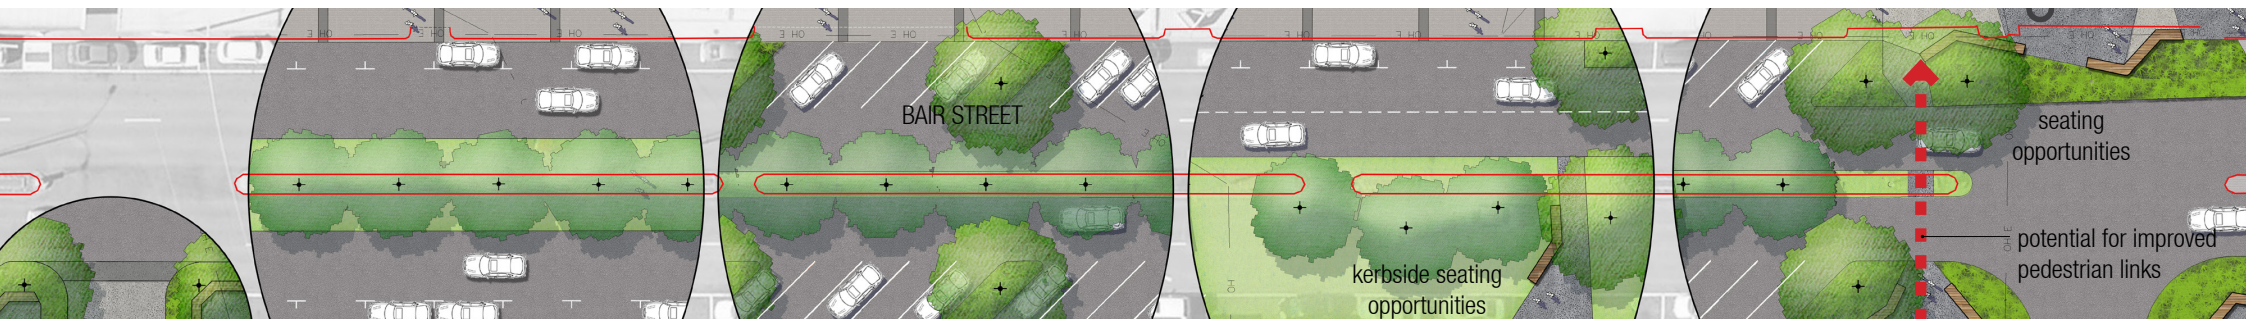 BAIR STREET
seating
opportunities
potential for improved
pedestrian links
kerbside seating
opportunities